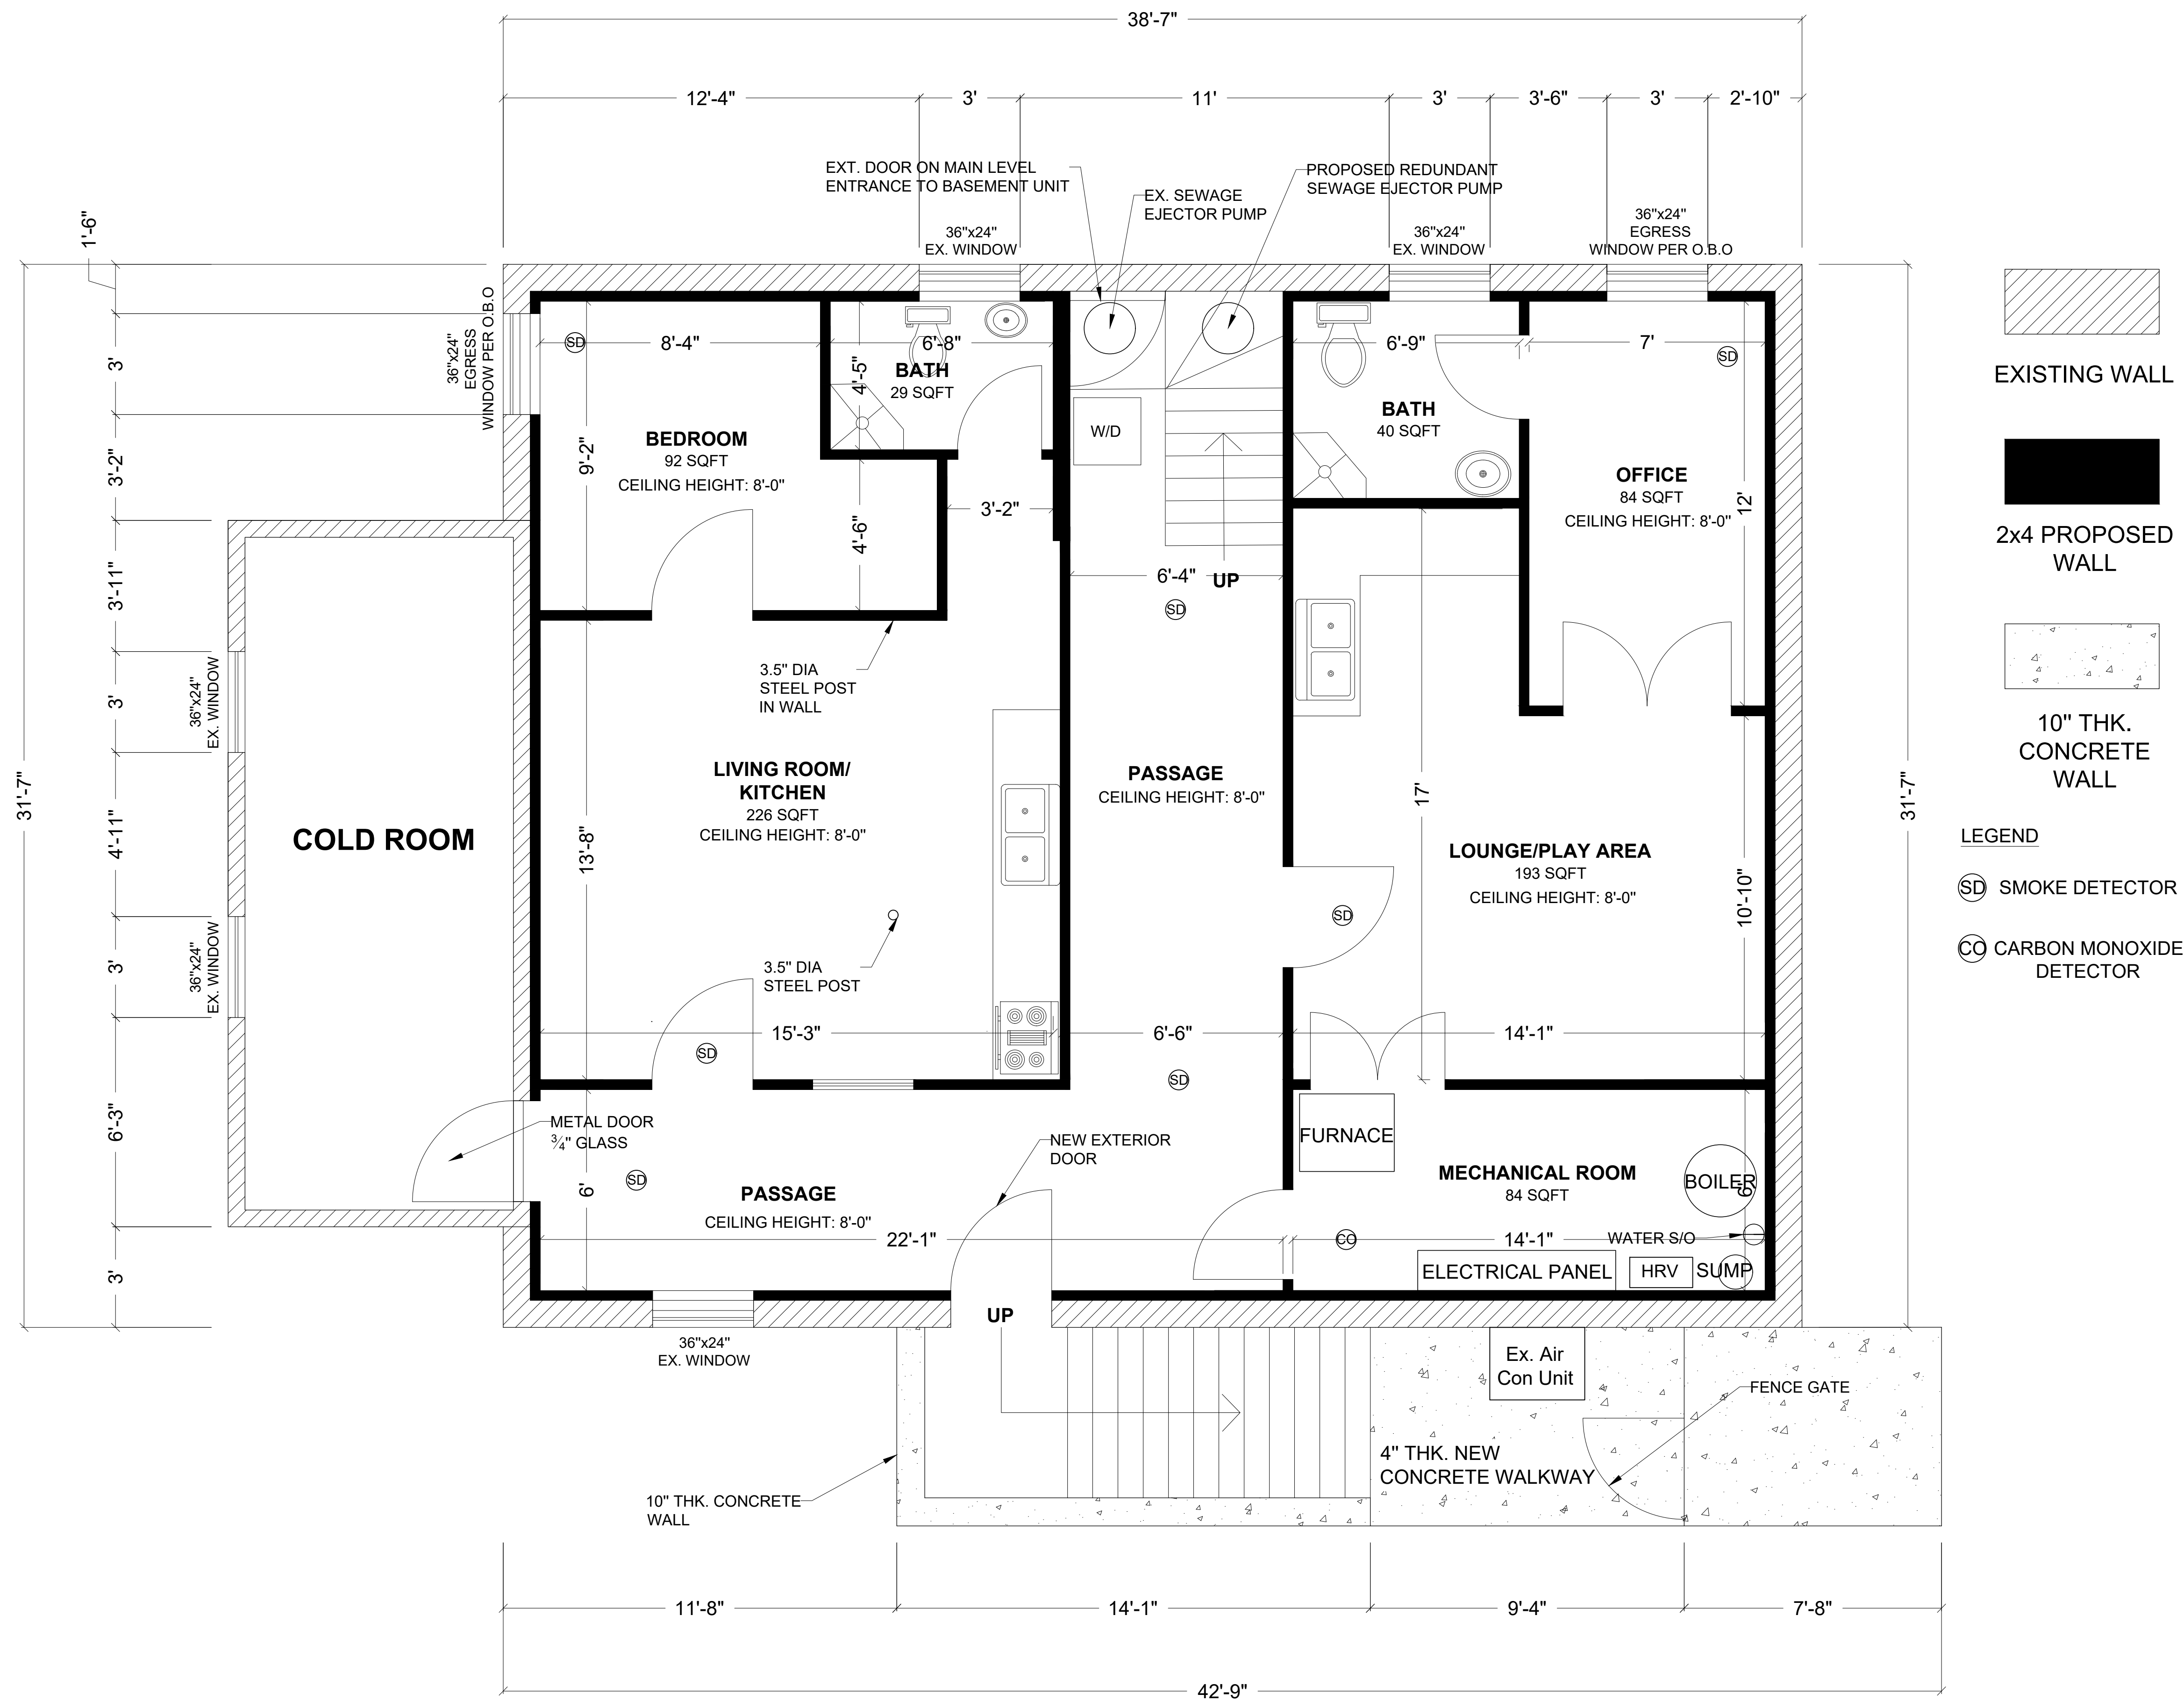 38'-7"
12'-4"
3'
11'
3'
3'-6"
3'
2'-10"
EXT. DOOR ON MAIN LEVEL
ENTRANCE TO BASEMENT UNIT
EX. SEWAGE
EJECTOR PUMP
PROPOSED REDUNDANT
SEWAGE EJECTOR PUMP
36"x24"
EX. WINDOW
36"x24"
EX. WINDOW
36"x24"
EGRESS
WINDOW PER O.B.O
1'-6"
3'
3'-2"
3'-11"
3'
4'-11"
3'
6'-3"
3'
31'-7"
36"x24"
EGRESS
WINDOW PER O.B.O
SD
8'-4"
9'-2"
BEDROOM
92 SQFT
CEILING HEIGHT: 8'-0"
6'-8"
4'-5"
BATH
29 SQFT
4'-6"
3'-2"
W/D
6'-4"
UP
SD
6'-9"
BATH
40 SQFT
7'
SD
OFFICE
84 SQFT
CEILING HEIGHT: 8'-0"
12'
36"x24"
EX. WINDOW
36"x24"
EX. WINDOW
COLD ROOM
3.5" DIA
STEEL POST
IN WALL
LIVING ROOM/
KITCHEN
226 SQFT
CEILING HEIGHT: 8'-0"
13'-8"
3.5" DIA
STEEL POST
15'-3"
SD
PASSAGE
CEILING HEIGHT: 8'-0"
6'-6"
SD
17'
LOUNGE/PLAY AREA
193 SQFT
CEILING HEIGHT: 8'-0"
SD
10'-10"
14'-1"
METAL DOOR
3/4" GLASS
SD
6'
PASSAGE
CEILING HEIGHT: 8'-0"
22'-1"
NEW EXTERIOR
DOOR
FURNACE
MECHANICAL ROOM
84 SQFT
BOILER
6'
CO
14'-1"
WATER S/O
ELECTRICAL PANEL
HRV
SUMP
36"x24"
EX. WINDOW
UP
Ex. Air
Con Unit
FENCE GATE
4" THK. NEW
CONCRETE WALKWAY
10" THK. CONCRETE
WALL
11'-8"
14'-1"
9'-4"
7'-8"
42'-9"
31'-7"
EXISTING WALL
2x4 PROPOSED
WALL
10" THK.
CONCRETE
WALL
LEGEND
SD SMOKE DETECTOR
CO CARBON MONOXIDE
DETECTOR